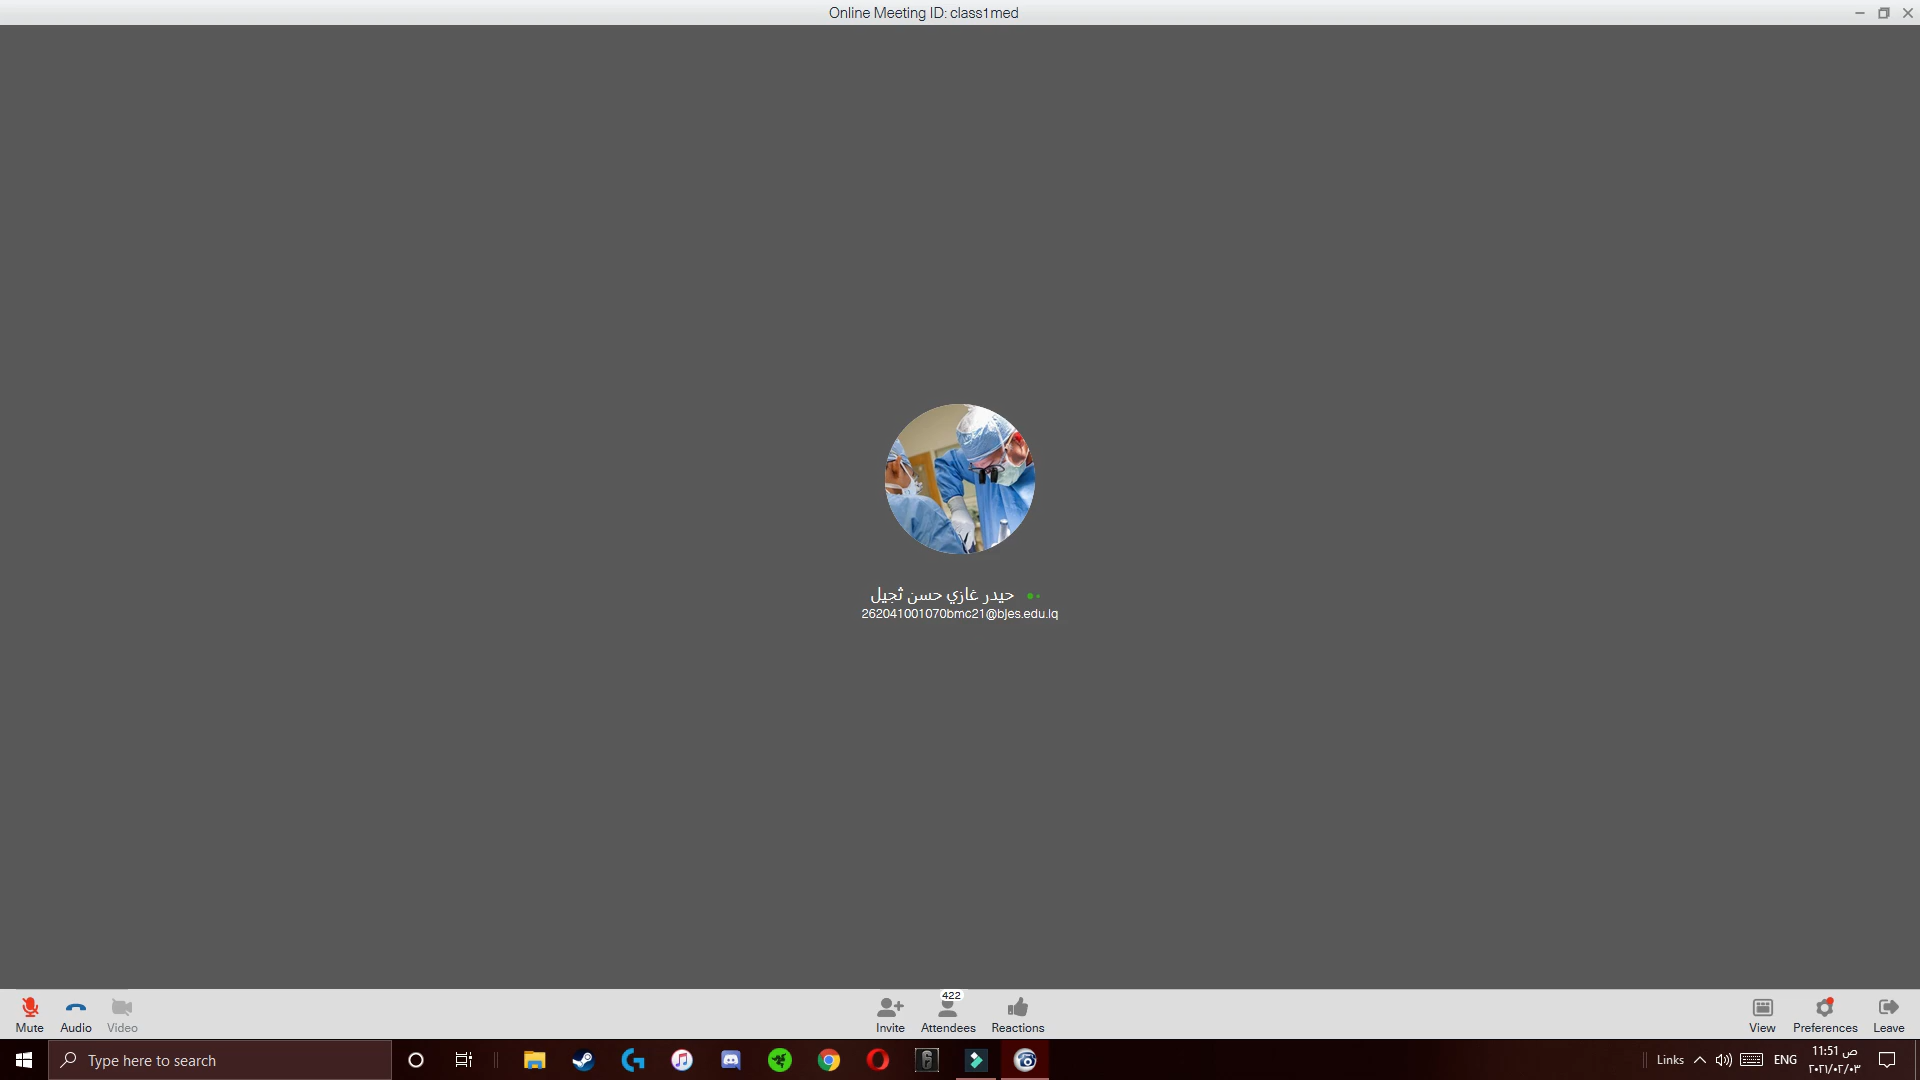 Online Meeting ID: class1med
حيدر غازي حسن ثجيل
262041001070bmc21@bjes.edu.iq
Mute
Audio
Video
Invite
422
Attendees
Reactions
View
Preferences
Leave
Type here to search
Links
ENG
11:51 ص
٢٠٢١/٠٢/٠٣